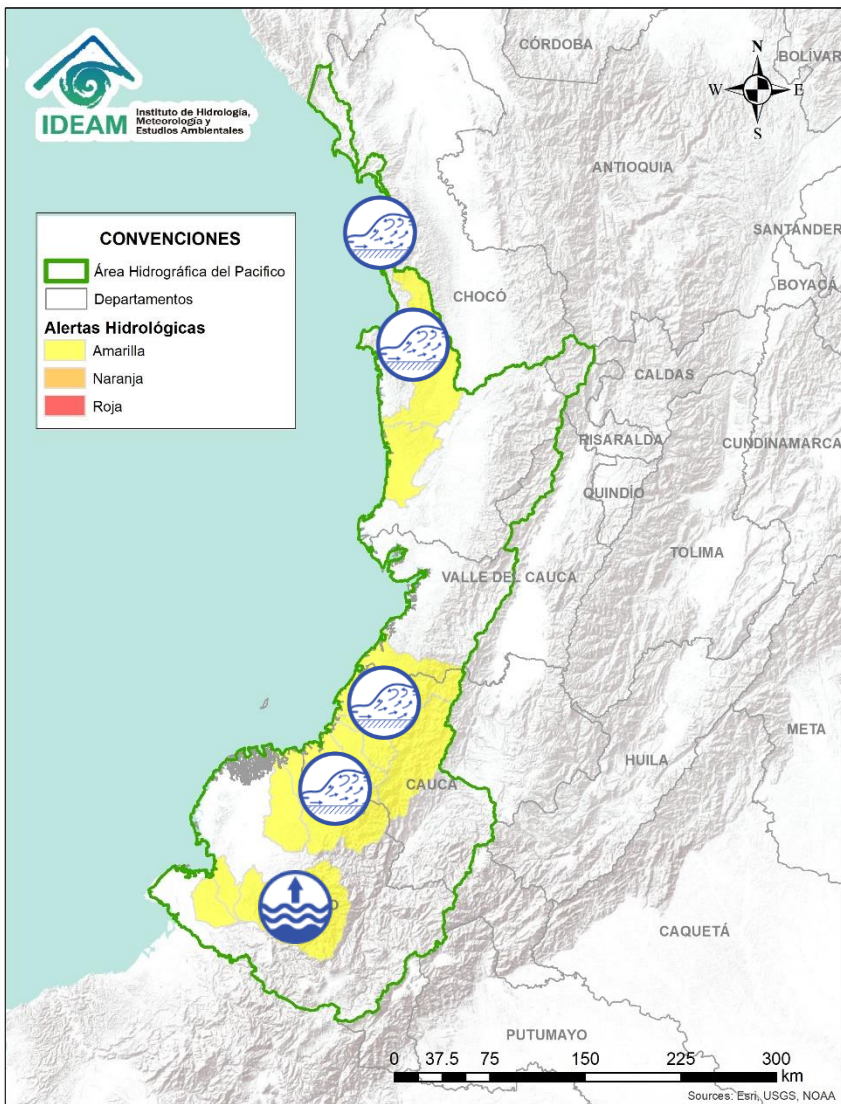 CÓRDOBA
BOLÍVAR
N
W
E
S
IDEAM
Instituto de Hidrología,
Meteorología y
Estudios Ambientales
ANTIOQUIA
SANTANDER
BOYACÁ
CONVENCIONES
Área Hidrográfica del Pacifico
Departamentos
Alertas Hidrológicas
Amarilla
Naranja
Roja
CHOCÓ
CALDAS
RISARALDA
CUNDINAMARCA
QUINDÍO
TOLIMA
VALLE DEL CAUCA
META
HUILA
CAUCA
CAQUETÁ
PUTUMAYO
0 37.5 75 150 225 300
km
Sources: Esri, USGS, NOAA